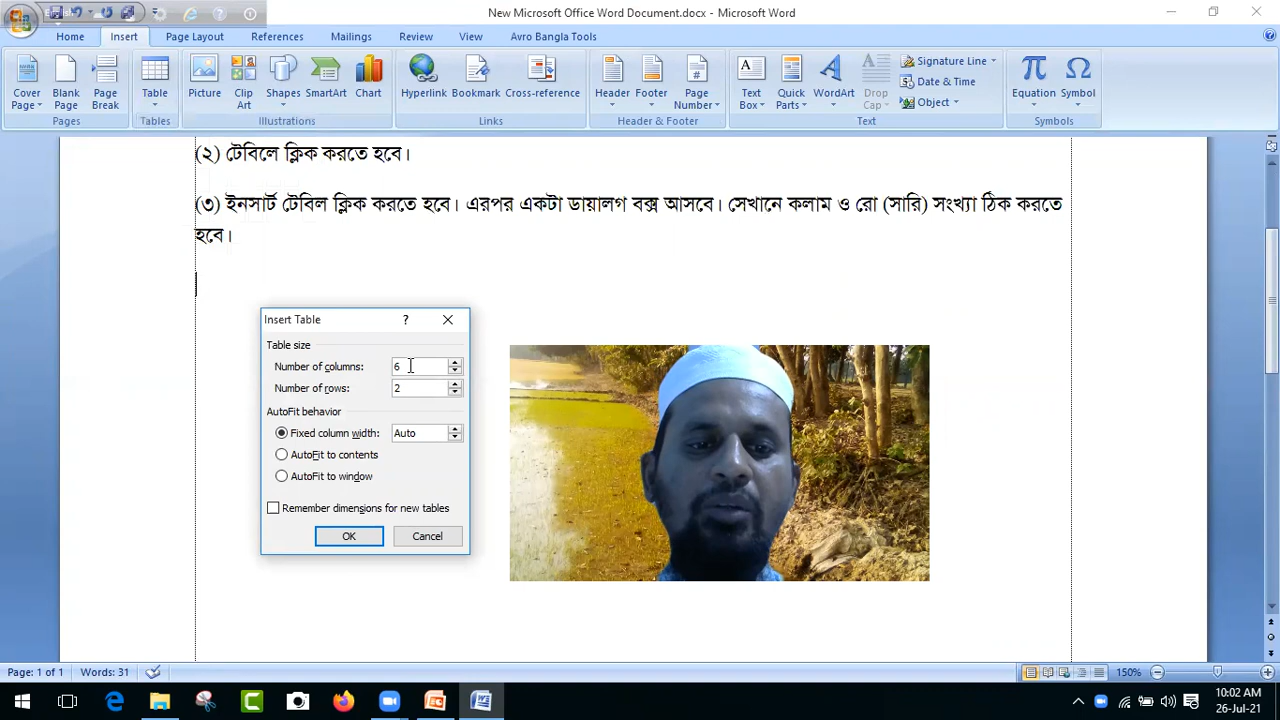 English
New Microsoft Office Word Document.docx - Microsoft Word
Home Insert Page Layout References Mailings Review View Avro Bangla Tools
Cover Page Blank Page Page Break Table Picture Clip Art Shapes SmartArt Chart Hyperlink Bookmark Cross-reference Header Footer Page Number Text Box Quick Parts WordArt Drop Cap Signature Line Date & Time Object Equation Symbol
Pages Tables Illustrations Links Header & Footer Text Symbols
(২) টেবিলে ক্লিক করতে হবে।
(৩) ইনসার্ট টেবিল ক্লিক করতে হবে। এরপর একটা ডায়ালগ বক্স আসবে। সেখানে কলাম ও রো (সারি) সংখ্যা ঠিক করতে
হবে।
Insert Table ?
Table size
Number of columns: 6
Number of rows: 2
AutoFit behavior
Fixed column width: Auto
AutoFit to contents
AutoFit to window
Remember dimensions for new tables
OK Cancel
Page: 1 of 1 Words: 31 150%
10:02 AM
26-Jul-21